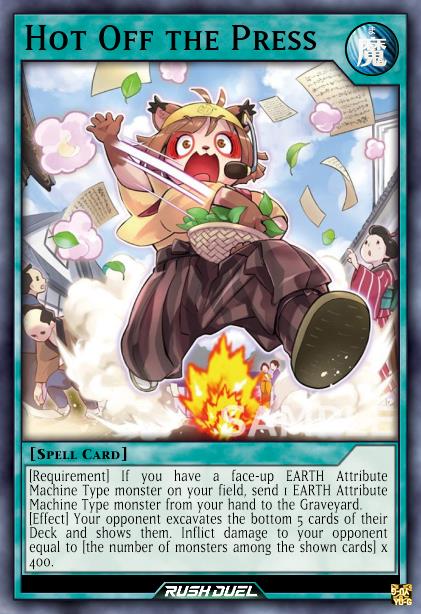 Hot Off the Press
ま
魔
SAMPLE
[Spell Card]
[Requirement] If you have a face-up EARTH Attribute
Machine Type monster on your field, send 1 EARTH Attribute
Machine Type monster from your hand to the Graveyard.
[Effect] Your opponent excavates the bottom 5 cards of their
Deck and shows them. Inflict damage to your opponent
equal to [the number of monsters among the shown cards] x
400.
RUSH DUEL